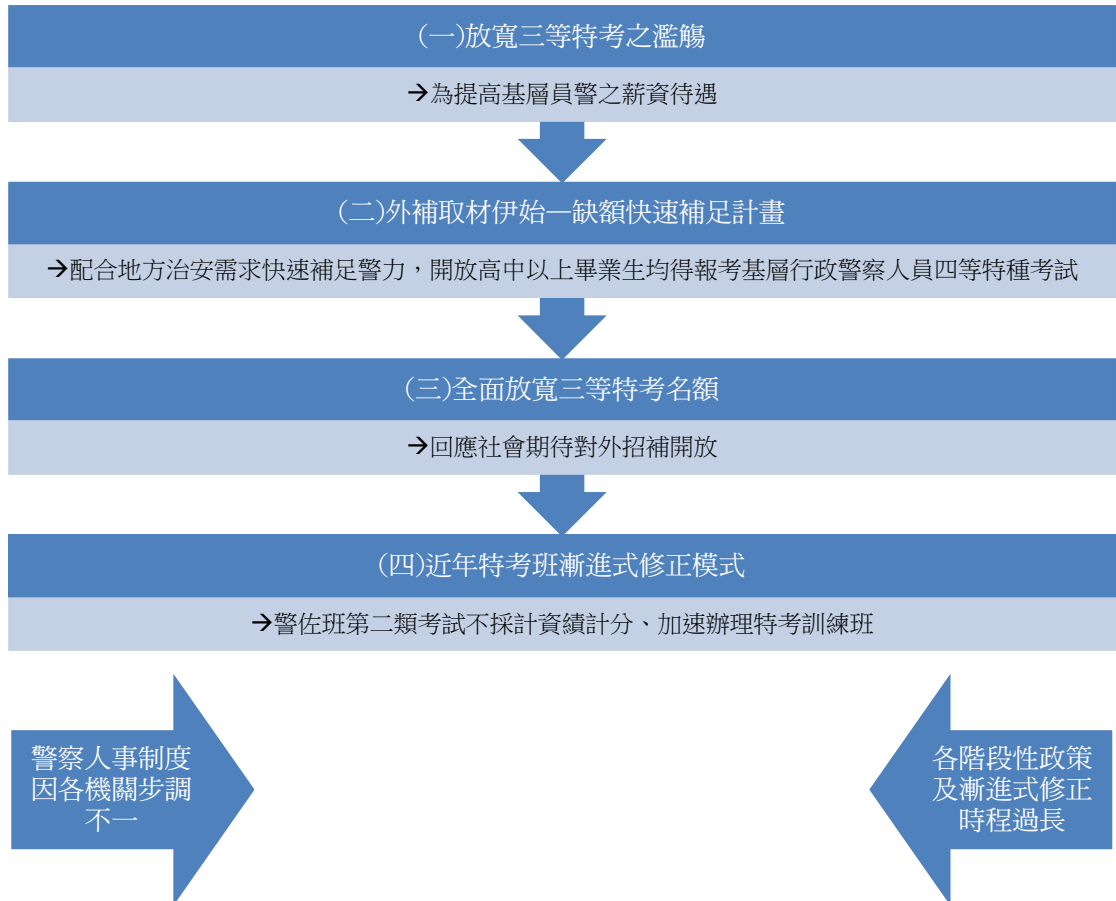 (一)放寬三等特考之濫觴
→為提高基層員警之薪資待遇
(二)外補取材伊始—缺額快速補足計畫
→配合地方治安需求快速補足警力，開放高中以上畢業生均得報考基層行政警察人員四等特種考試
(三)全面放寬三等特考名額
→回應社會期待對外招補開放
(四)近年特考班漸進式修正模式
→警佐班第二類考試不採計資績計分、加速辦理特考訓練班
警察人事制度
因各機關步調
不一
各階段性政策
及漸進式修正
時程過長